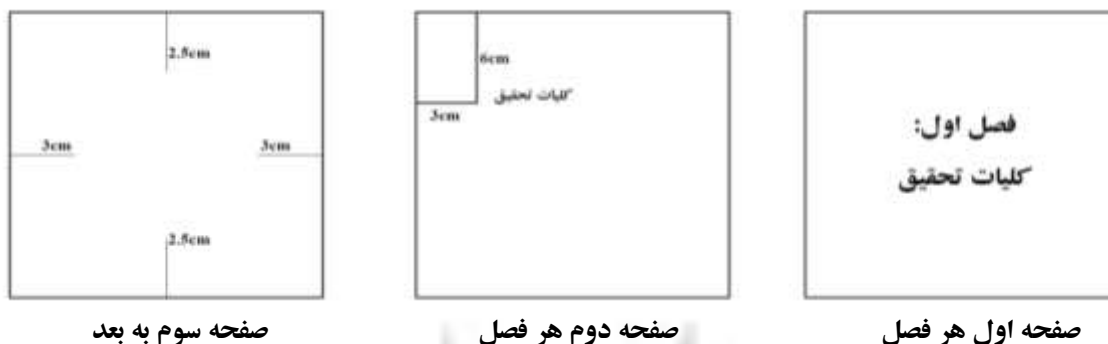 فصل اول:
کلیات تحقیق
صفحه اول هر فصل
6cm
کلیات تحقیق
3cm
صفحه دوم هر فصل
2.5cm
3cm
3cm
2.5cm
صفحه سوم به بعد